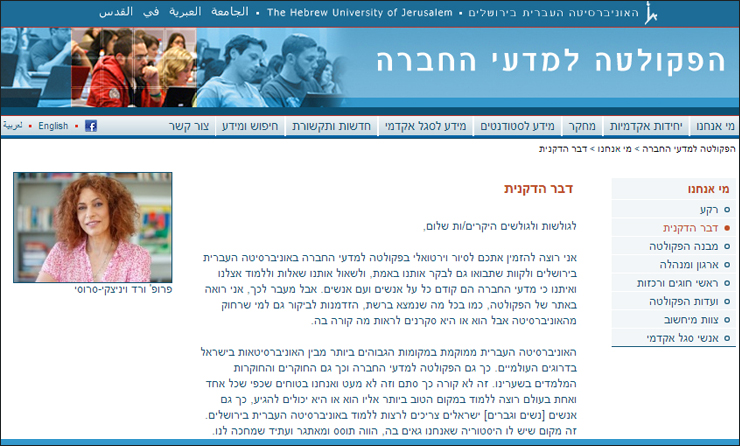 האוניברסיטה העברית בירושלים • The Hebrew University of Jerusalem • الجامعة العبرية في القدس
הפקולטה למדעי החברה
מי אנחנו יחידות אקדמיות מחקר מידע לסטודנטים מידע לסגל אקדמי חדשות ותקשורת חיפוש ומידע צור קשר
English • لعربية
הפקולטה למדעי החברה > מי אנחנו > דבר הדקנית
מי אנחנו
רקע
דבר הדקנית
מבנה הפקולטה
ארגון ומנהלה
ראשי חוגים ורכזות
ועדות הפקולטה
צוות מיחשוב
אנשי סגל אקדמי
דבר הדקנית
לגולשות ולגולשים היקרים/ות שלום,
אני רוצה להזמין אתכם לסיור וירטואלי בפקולטה למדעי החברה באוניברסיטה העברית
בירושלים ולקוות שתבואו גם לבקר אותנו באמת, ולשאול אותנו שאלות וללמוד אצלנו
ואיתנו כי מדעי החברה הם קודם כל על אנשים ועם אנשים. אבל מעבר לכך, אני רואה
באתר של הפקולטה, כמו בכל מה שנמצא ברשת, הזדמנות לביקור גם למי שרחוק
מהאוניברסיטה אבל הוא או היא סקרנים לראות מה קורה בה.
האוניברסיטה העברית ממוקמת במקומות הגבוהים ביותר מבין האוניברסיטאות בישראל
בדרוגים העולמיים. כך גם הפקולטה למדעי החברה וכך גם החוקרים והחוקרות
המלמדים בשערינו. זה לא קורה כך סתם וזה לא מעט ואנחנו בטוחים שכפי שכל אחד
ואחת בעולם רוצה ללמוד במקום הטוב ביותר אליו הוא או היא יכולים להגיע, כך גם
אנשים [נשים וגברים] ישראלים צריכים לרצות ללמוד באוניברסיטה העברית בירושלים.
זה מקום שיש לו היסטוריה שאנחנו גאים בה, הווה תוסס ומאתגר ועתיד שמחכה לנו.
פרופ' ורד ויניצקי-סרוסי